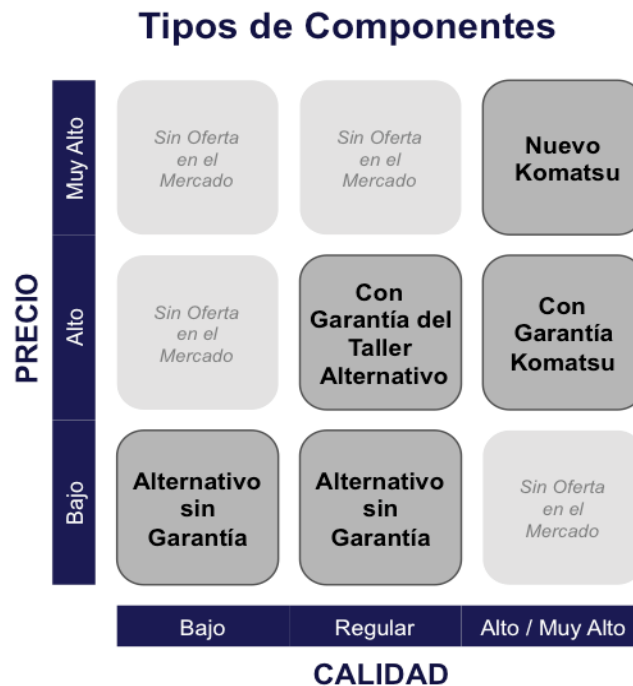 Tipos de Componentes
PRECIO
Muy Alto
Sin Oferta
en el
Mercado
Sin Oferta
en el
Mercado
Nuevo
Komatsu
Alto
Sin Oferta
en el
Mercado
Con
Garantía del
Taller
Alternativo
Con
Garantía
Komatsu
Bajo
Alternativo
sin
Garantía
Alternativo
sin
Garantía
Sin Oferta
en el
Mercado
Bajo
Regular
Alto / Muy Alto
CALIDAD